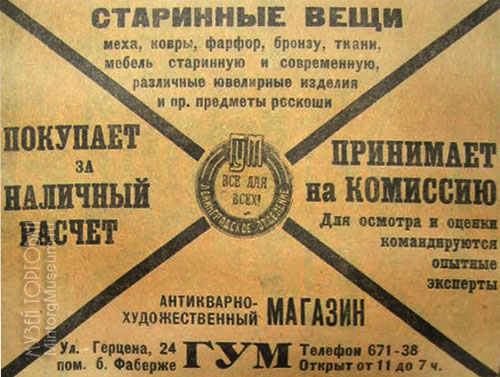 СТАРИННЫЕ ВЕЩИ
меха, ковры, фарфор, бронзу, ткани,
мебель старинную и современную,
различные ювелирные изделия
и пр. предметы рсскоши
ПОКУПАЕТ
за
НАЛИЧНЫЙ
РАСЧЕТ
ГУМ
ВСЕ ДЛЯ
ВСЕХ!
ЛЕНИНГРАДСКОЕ ОТДЕЛЕНИЕ
ПРИНИМАЕТ
на КОМИССИЮ
Для осмотра и оценки
командируются
опытные
эксперты
АНТИКВАРНО-
ХУДОЖЕСТВЕННЫЙ МАГАЗИН
Ул. Герцена, 24
пом. б. Фаберже
ГУМ
Телефон 671-38
Открыт от 11 до 7 ч.
МУЗЕЙ ТОРГОВЛИ
MintorgMuseum